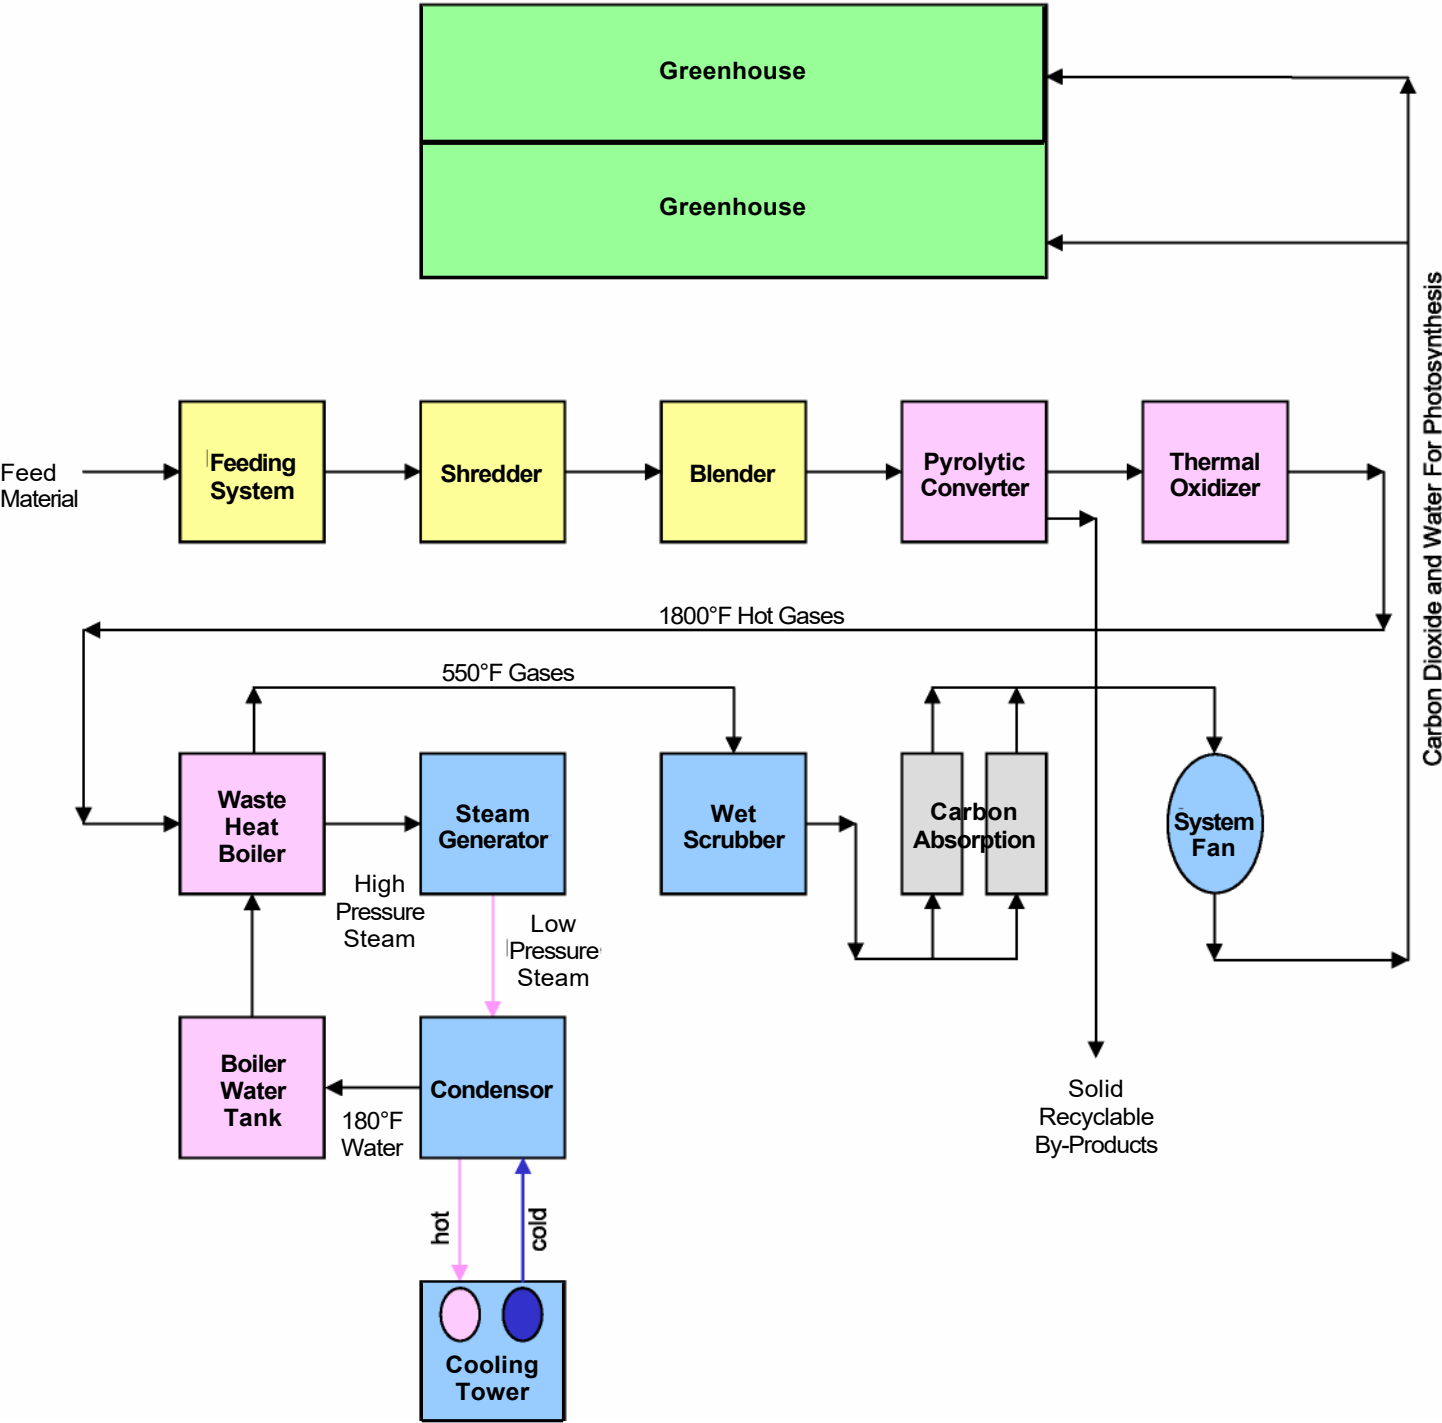 Greenhouse
Greenhouse
Carbon Dioxide and Water For Photosynthesis
Feed
Material
Feeding
System
Shredder
Blender
Pyrolytic
Converter
Thermal
Oxidizer
1800°F Hot Gases
550°F Gases
Waste
Heat
Boiler
Steam
Generator
Wet
Scrubber
Carbon
Absorption
System
Fan
High
Pressure
Steam
Low
Pressure
Steam
Boiler
Water
Tank
Condensor
180°F
Water
Solid
Recyclable
By-Products
hot
cold
Cooling
Tower